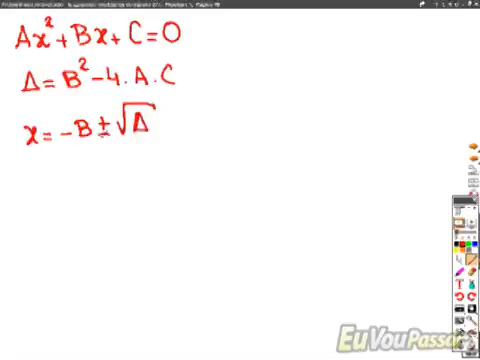 Ax² + Bx + C = 0
Δ = B² - 4 . A . C
x = -B ± √Δ
EuVouPassar